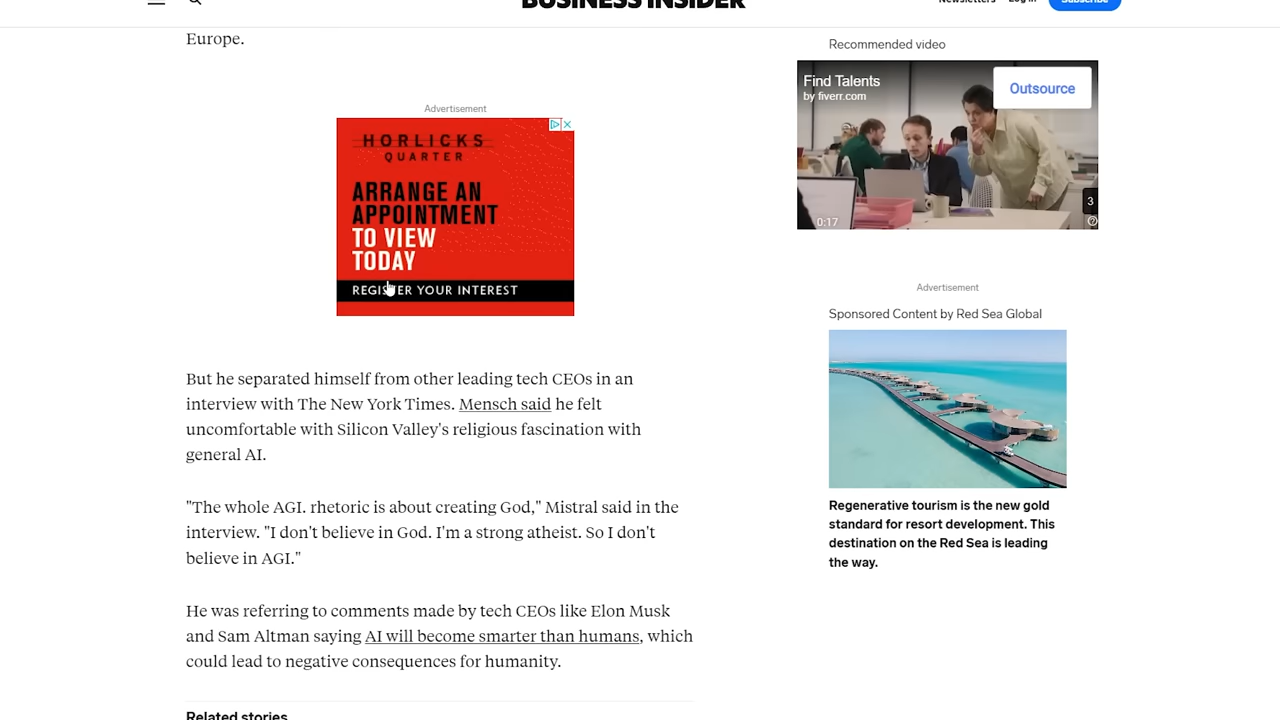 BUSINESS INSIDER
Newsletters Log in Subscribe
Europe.
Advertisement
HORLICKS
QUARTER
ARRANGE AN
APPOINTMENT
TO VIEW
TODAY
REGISTER YOUR INTEREST
But he separated himself from other leading tech CEOs in an
interview with The New York Times. Mensch said he felt
uncomfortable with Silicon Valley's religious fascination with
general AI.
"The whole AGI. rhetoric is about creating God," Mistral said in the
interview. "I don't believe in God. I'm a strong atheist. So I don't
believe in AGI."
He was referring to comments made by tech CEOs like Elon Musk
and Sam Altman saying AI will become smarter than humans, which
could lead to negative consequences for humanity.
Related stories
Recommended video
Find Talents
by fiverr.com
Outsource
3
0:17
Advertisement
Sponsored Content by Red Sea Global
Regenerative tourism is the new gold
standard for resort development. This
destination on the Red Sea is leading
the way.